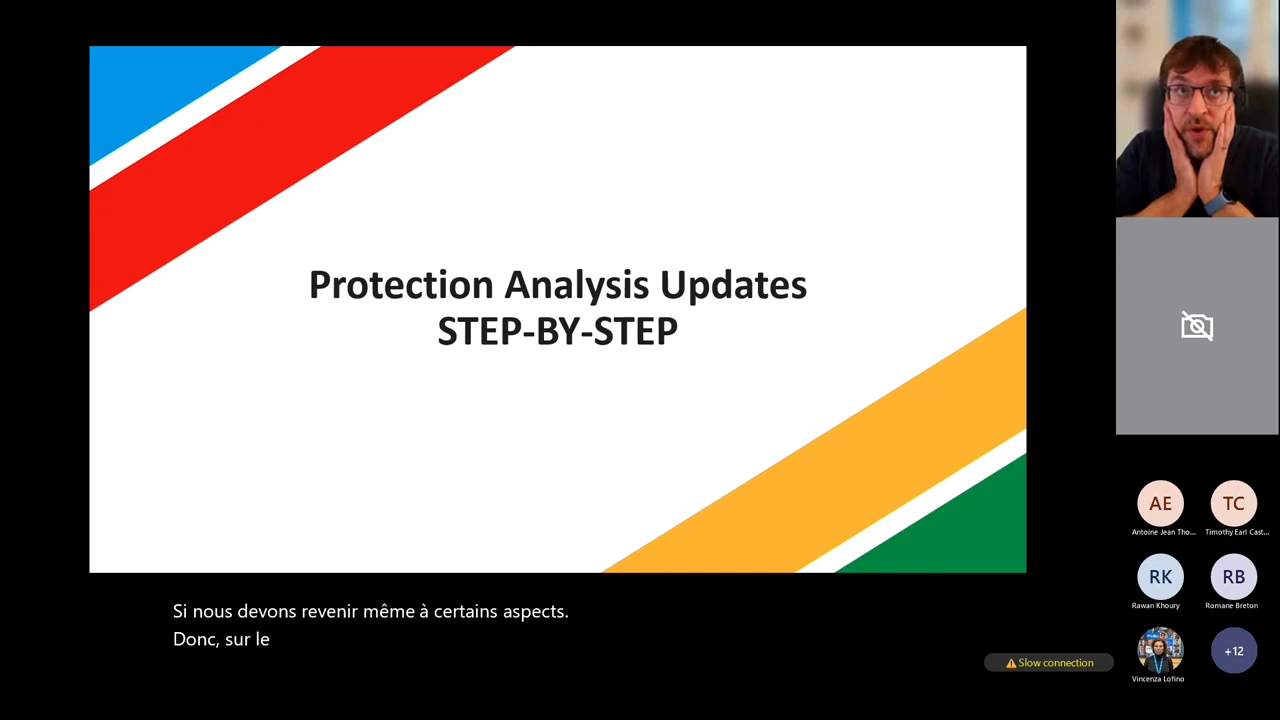 Protection Analysis Updates
STEP-BY-STEP
Si nous devons revenir même à certains aspects.
Donc, sur le
Slow connection
AE
TC
Antoine Jean Tho...
Timothy Earl Cast...
RK
RB
Rawan Khoury
Romane Breton
+12
Vincenza Lofino